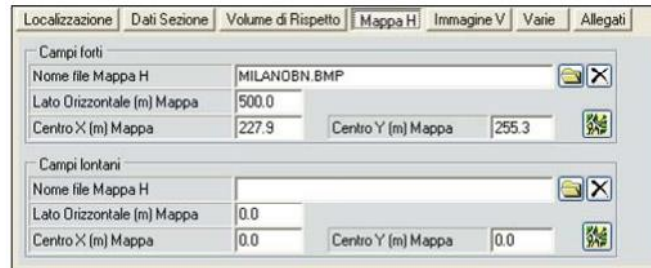 Localizzazione Dati Sezione Volume di Rispetto Mappa H Immagine V Varie Allegati
Campi forti
Nome file Mappa H MILANOBN.BMP
Lato Orizzontale (m) Mappa 500.0
Centro X (m) Mappa 227.9 Centro Y (m) Mappa 255.3
Campi lontani
Nome file Mappa H
Lato Orizzontale (m) Mappa 0.0
Centro X (m) Mappa 0.0 Centro Y (m) Mappa 0.0